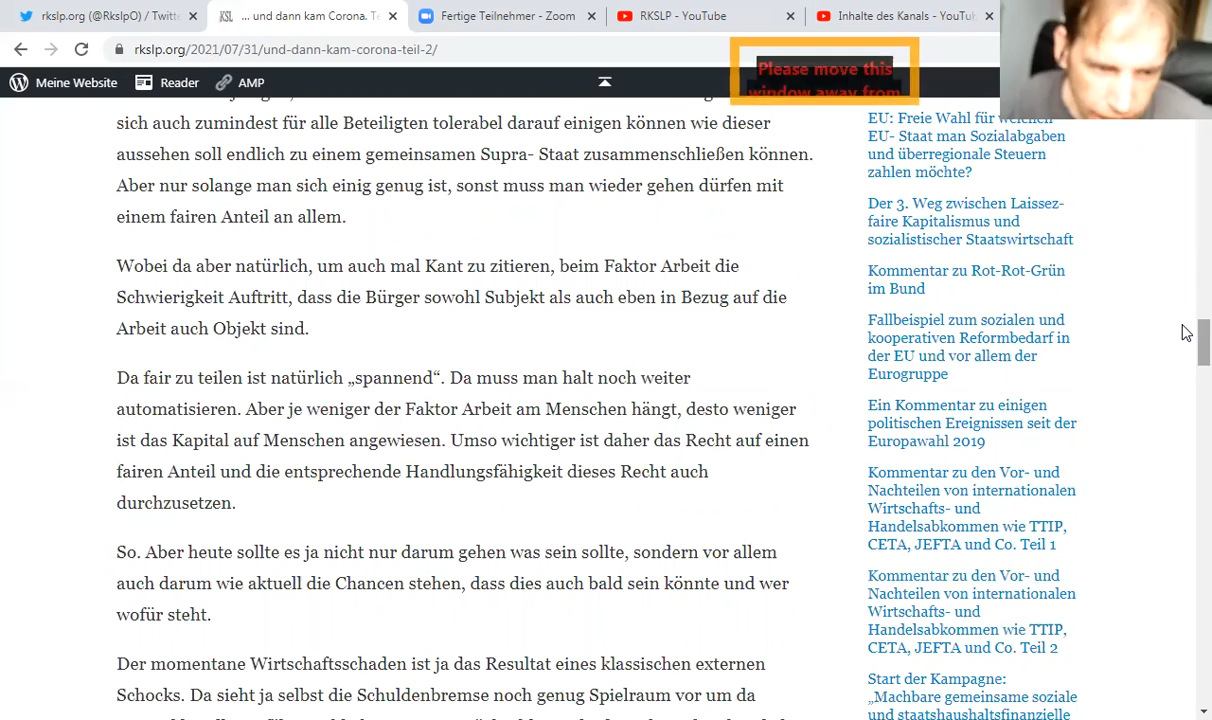 rkslp.org (@RkslpO) / Twitte
... und dann kam Corona. Te
Fertige Teilnehmer - Zoom
RKSLP - YouTube
Inhalte des Kanals - YouTu
rkslp.org/2021/07/31/und-dann-kam-corona-teil-2/
Meine Website
Reader
AMP
Please move this
window away from
sich auch zumindest für alle Beteiligten tolerabel darauf einigen können wie dieser
aussehen soll endlich zu einem gemeinsamen Supra- Staat zusammenschließen können.
Aber nur solange man sich einig genug ist, sonst muss man wieder gehen dürfen mit
einem fairen Anteil an allem.
Wobei da aber natürlich, um auch mal Kant zu zitieren, beim Faktor Arbeit die
Schwierigkeit Auftritt, dass die Bürger sowohl Subjekt als auch eben in Bezug auf die
Arbeit auch Objekt sind.
Da fair zu teilen ist natürlich „spannend“. Da muss man halt noch weiter
automatisieren. Aber je weniger der Faktor Arbeit am Menschen hängt, desto weniger
ist das Kapital auf Menschen angewiesen. Umso wichtiger ist daher das Recht auf einen
fairen Anteil und die entsprechende Handlungsfähigkeit dieses Recht auch
durchzusetzen.
So. Aber heute sollte es ja nicht nur darum gehen was sein sollte, sondern vor allem
auch darum wie aktuell die Chancen stehen, dass dies auch bald sein könnte und wer
wofür steht.
Der momentane Wirtschaftsschaden ist ja das Resultat eines klassischen externen
Schocks. Da sieht ja selbst die Schuldenbremse noch genug Spielraum vor um da
EU: Freie Wahl für welchen
EU- Staat man Sozialabgaben
und überregionale Steuern
zahlen möchte?
Der 3. Weg zwischen Laissez-
faire Kapitalismus und
sozialistischer Staatswirtschaft
Kommentar zu Rot-Rot-Grün
im Bund
Fallbeispiel zum sozialen und
kooperativen Reformbedarf in
der EU und vor allem der
Eurogruppe
Ein Kommentar zu einigen
politischen Ereignissen seit der
Europawahl 2019
Kommentar zu den Vor- und
Nachteilen von internationalen
Wirtschafts- und
Handelsabkommen wie TTIP,
CETA, JEFTA und Co. Teil 1
Kommentar zu den Vor- und
Nachteilen von internationalen
Wirtschafts- und
Handelsabkommen wie TTIP,
CETA, JEFTA und Co. Teil 2
Start der Kampagne:
„Machbare gemeinsame soziale
und staatshaushaltsfinanzielle